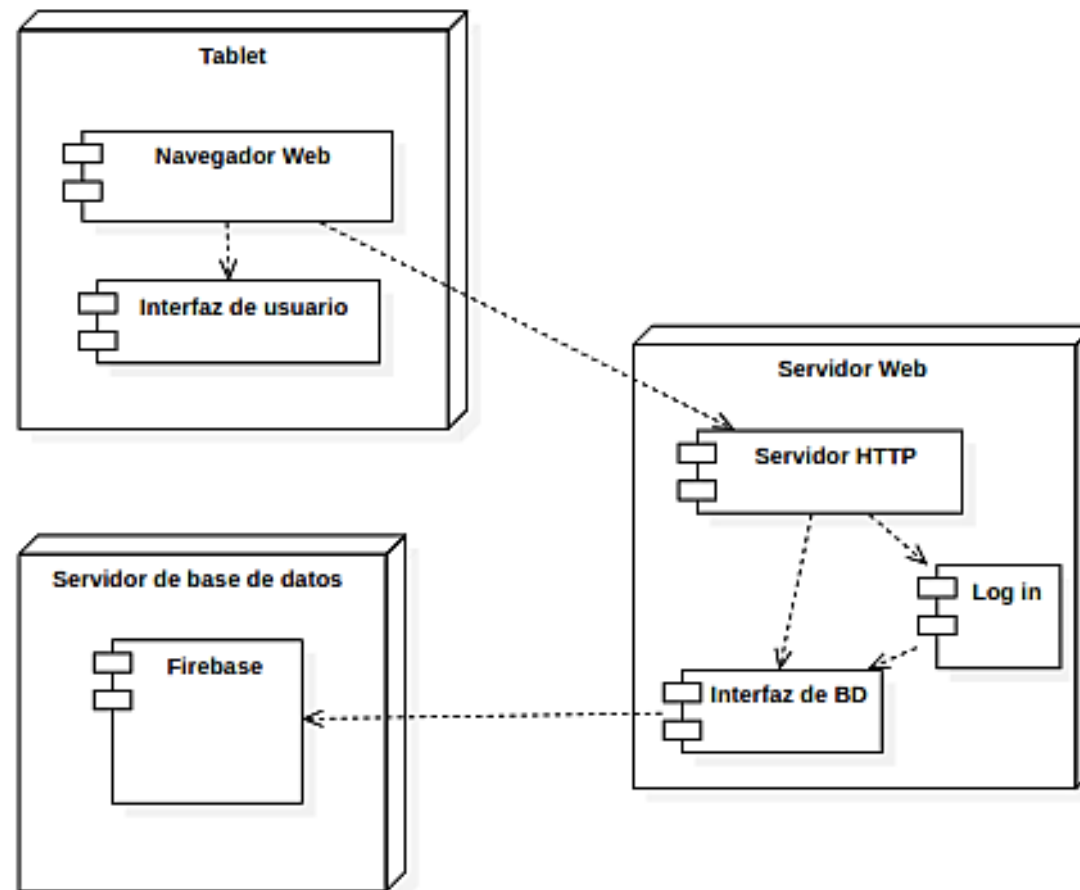 Tablet
Navegador Web
Interfaz de usuario
Servidor Web
Servidor HTTP
Log in
Interfaz de BD
Servidor de base de datos
Firebase